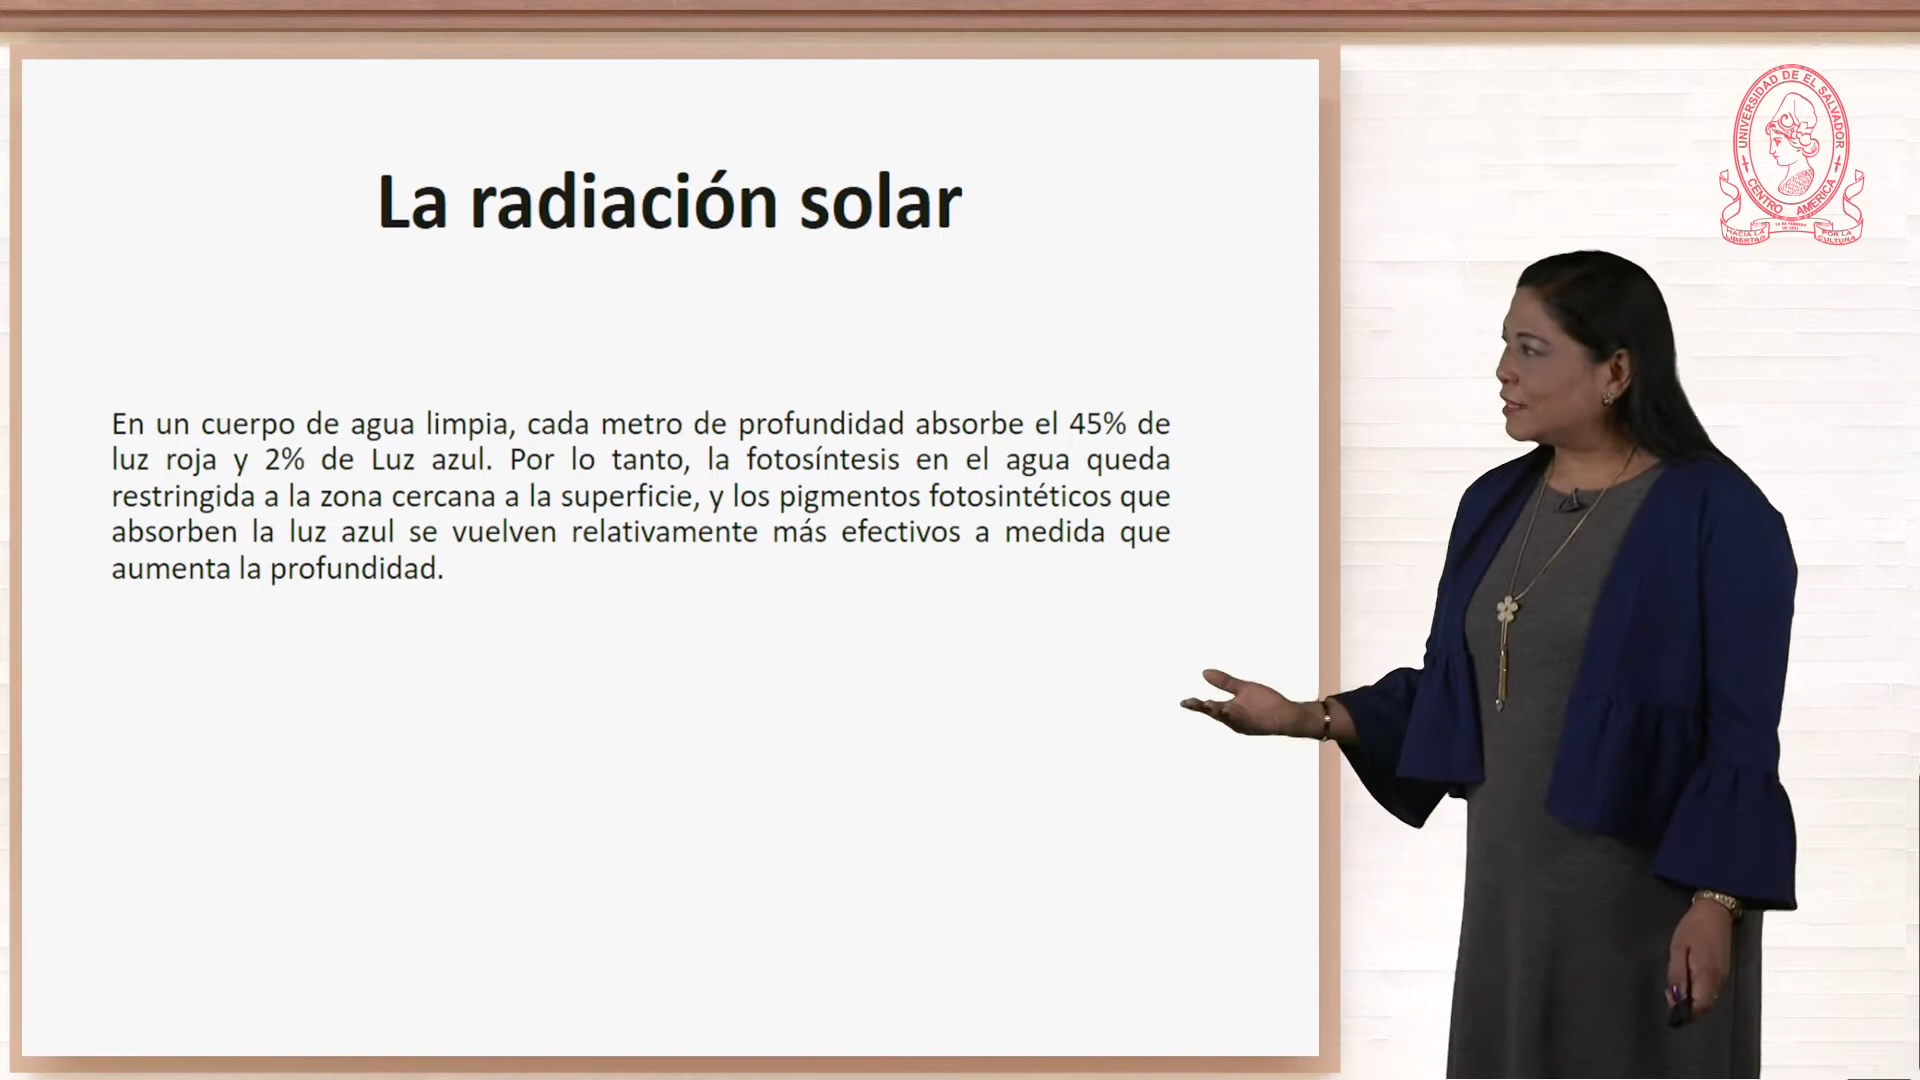 La radiación solar
En un cuerpo de agua limpia, cada metro de profundidad absorbe el 45% de
luz roja y 2% de Luz azul. Por lo tanto, la fotosíntesis en el agua queda
restringida a la zona cercana a la superficie, y los pigmentos fotosintéticos que
absorben la luz azul se vuelven relativamente más efectivos a medida que
aumenta la profundidad.
UNIVERSIDAD DE EL SALVADOR
CENTRO AMERICA
HACIA LA
LIBERTAD
POR LA
CULTURA